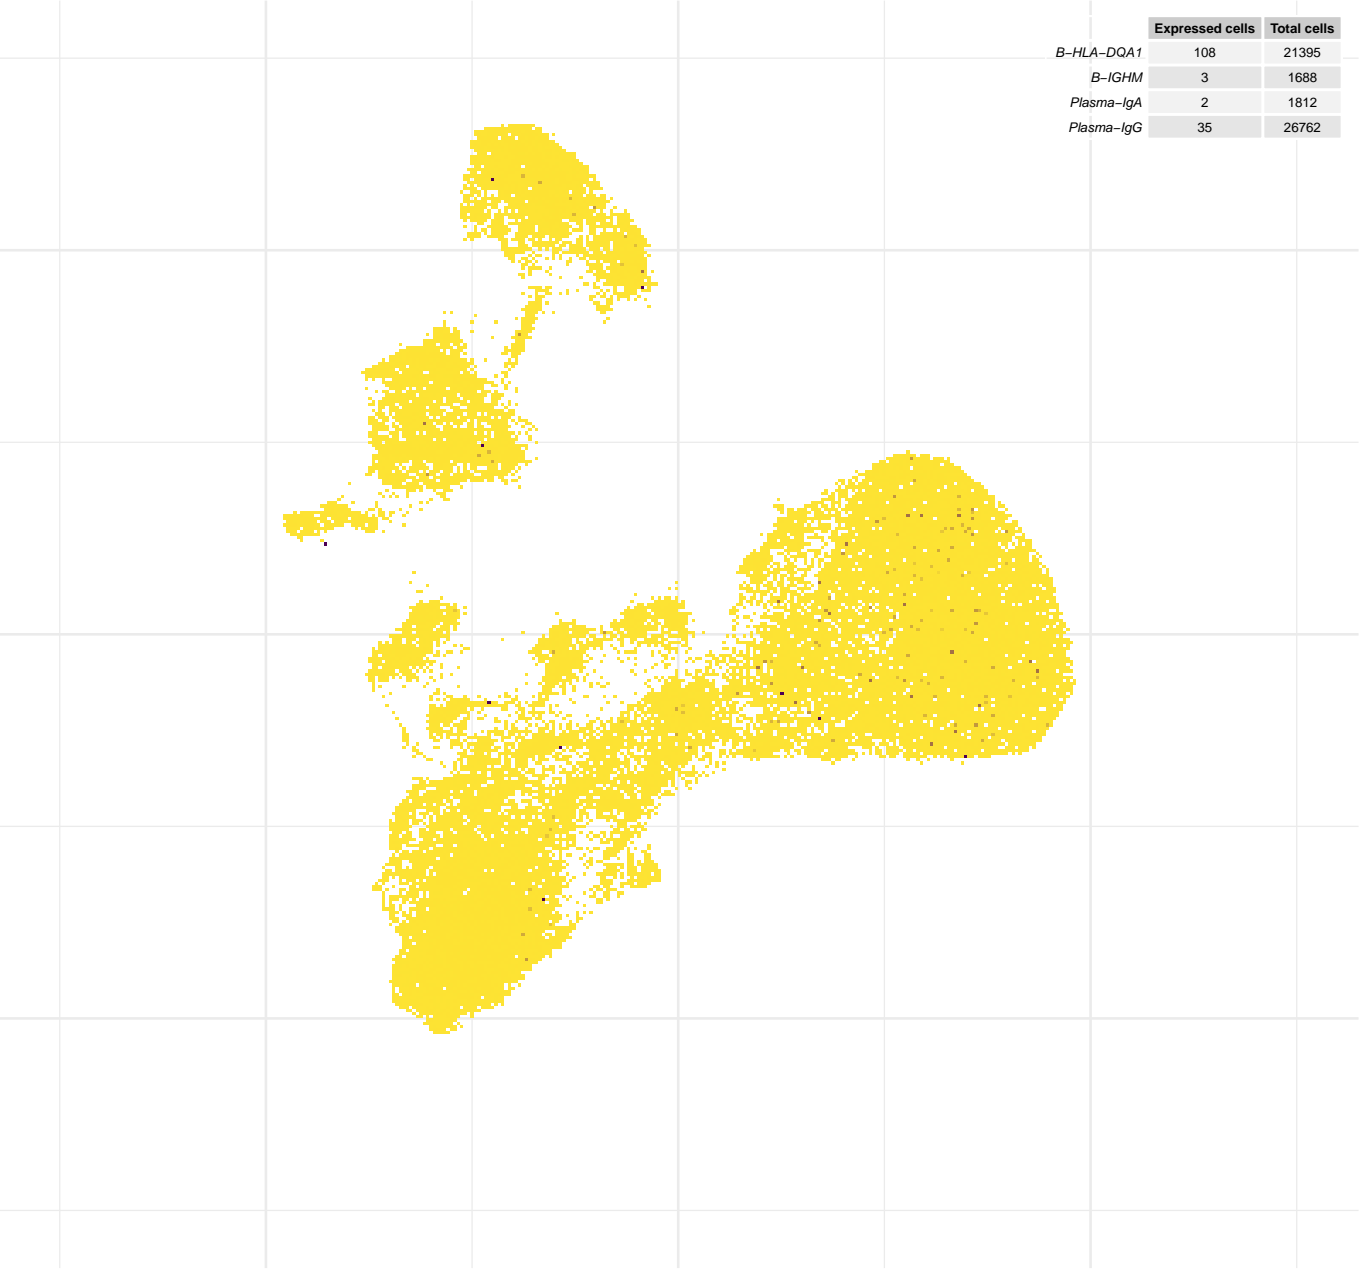 Expressed cells Total cells
B−HLA−DQA1 108 21395
B−IGHM 3 1688
Plasma−IgA 2 1812
Plasma−IgG 35 26762